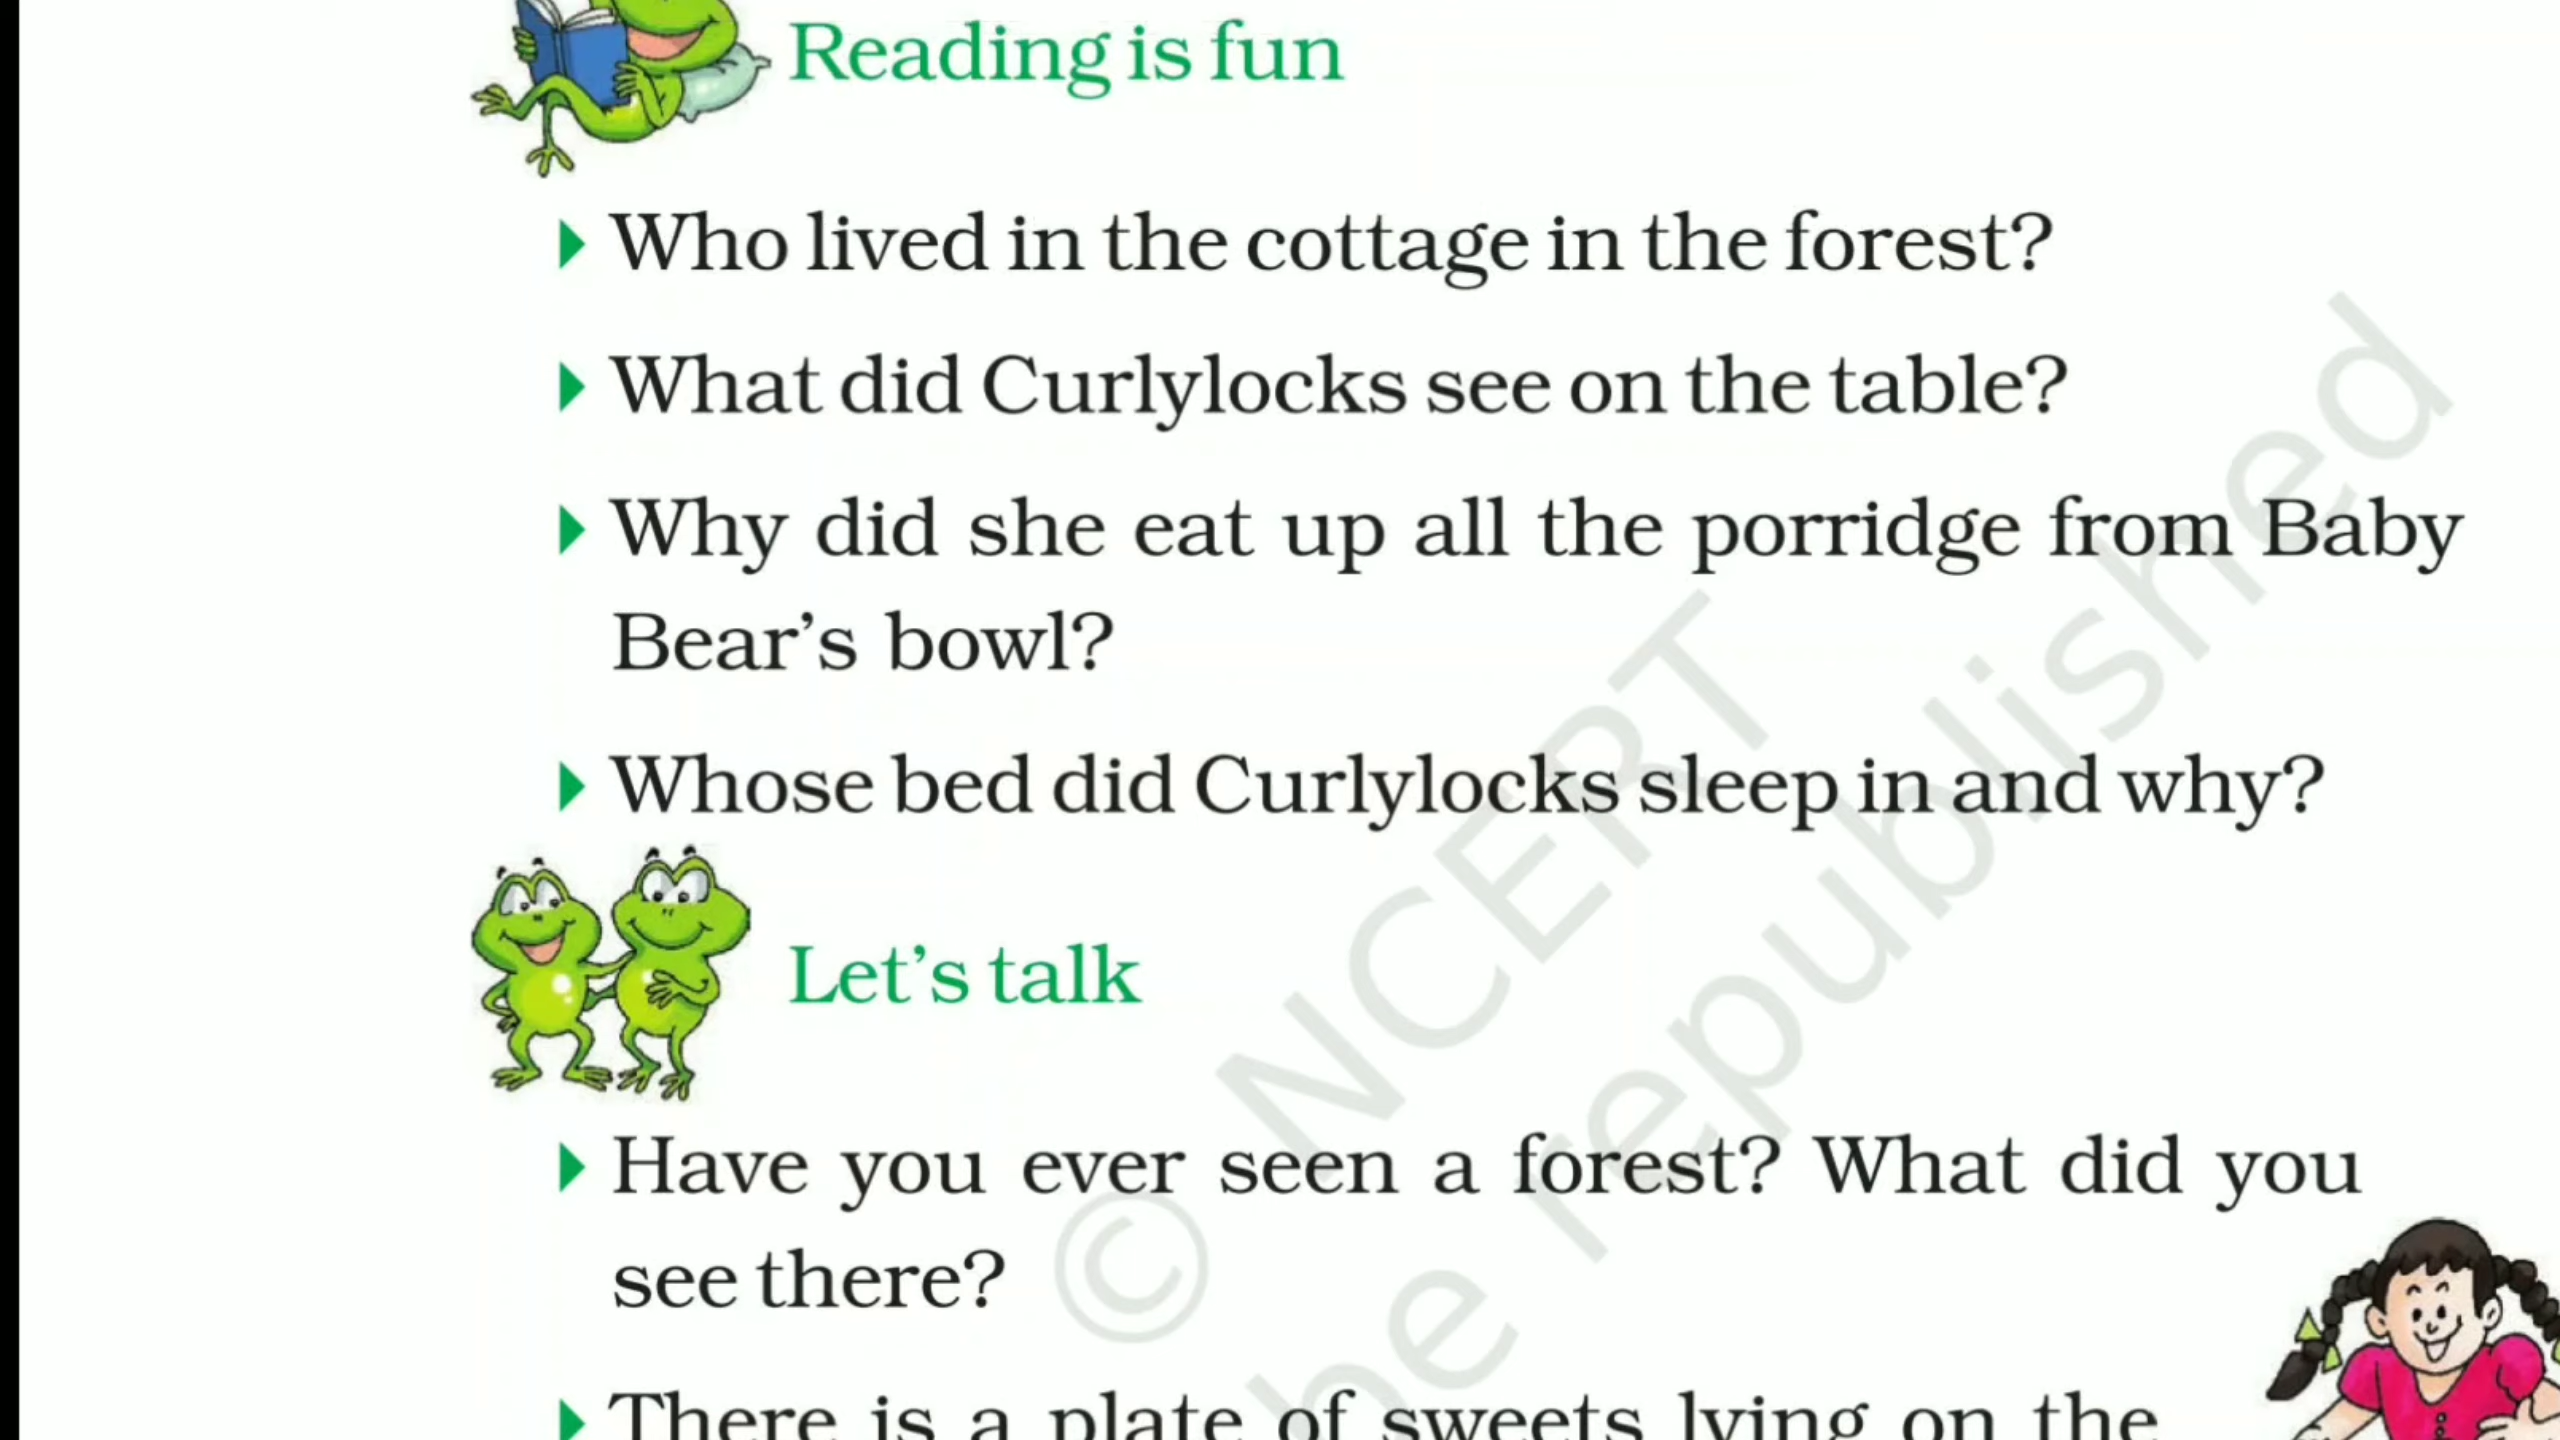 Reading is fun
Who lived in the cottage in the forest?
What did Curlylocks see on the table?
Why did she eat up all the porridge from Baby
Bear's bowl?
Whose bed did Curlylocks sleep in and why?
Let's talk
Have you ever seen a forest? What did you
see there?
There is a plate of sweets lying on the
© NCERT
be republished